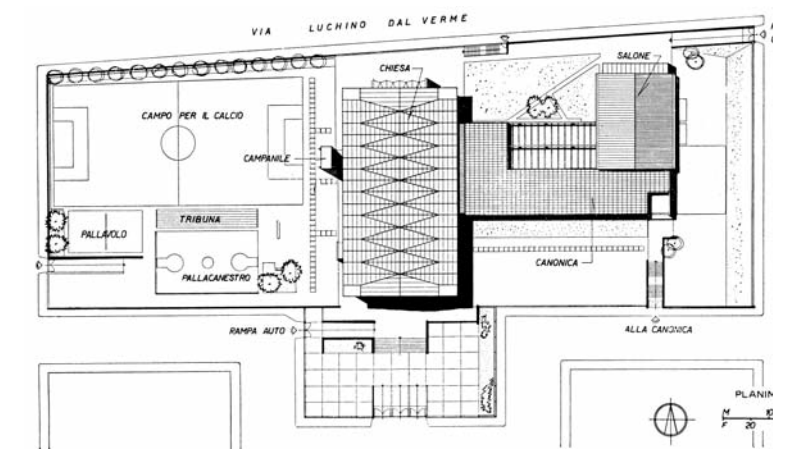 VIA LUCHINO DAL VERME
CHIESA
SALONE
CAMPO PER IL CALCIO
CAMPANILE
TRIBUNA
PALLAVOLO
PALLACANESTRO
CANONICA
RAMPA AUTO
ALLA CANONICA
PLANIM
M 10
F 20